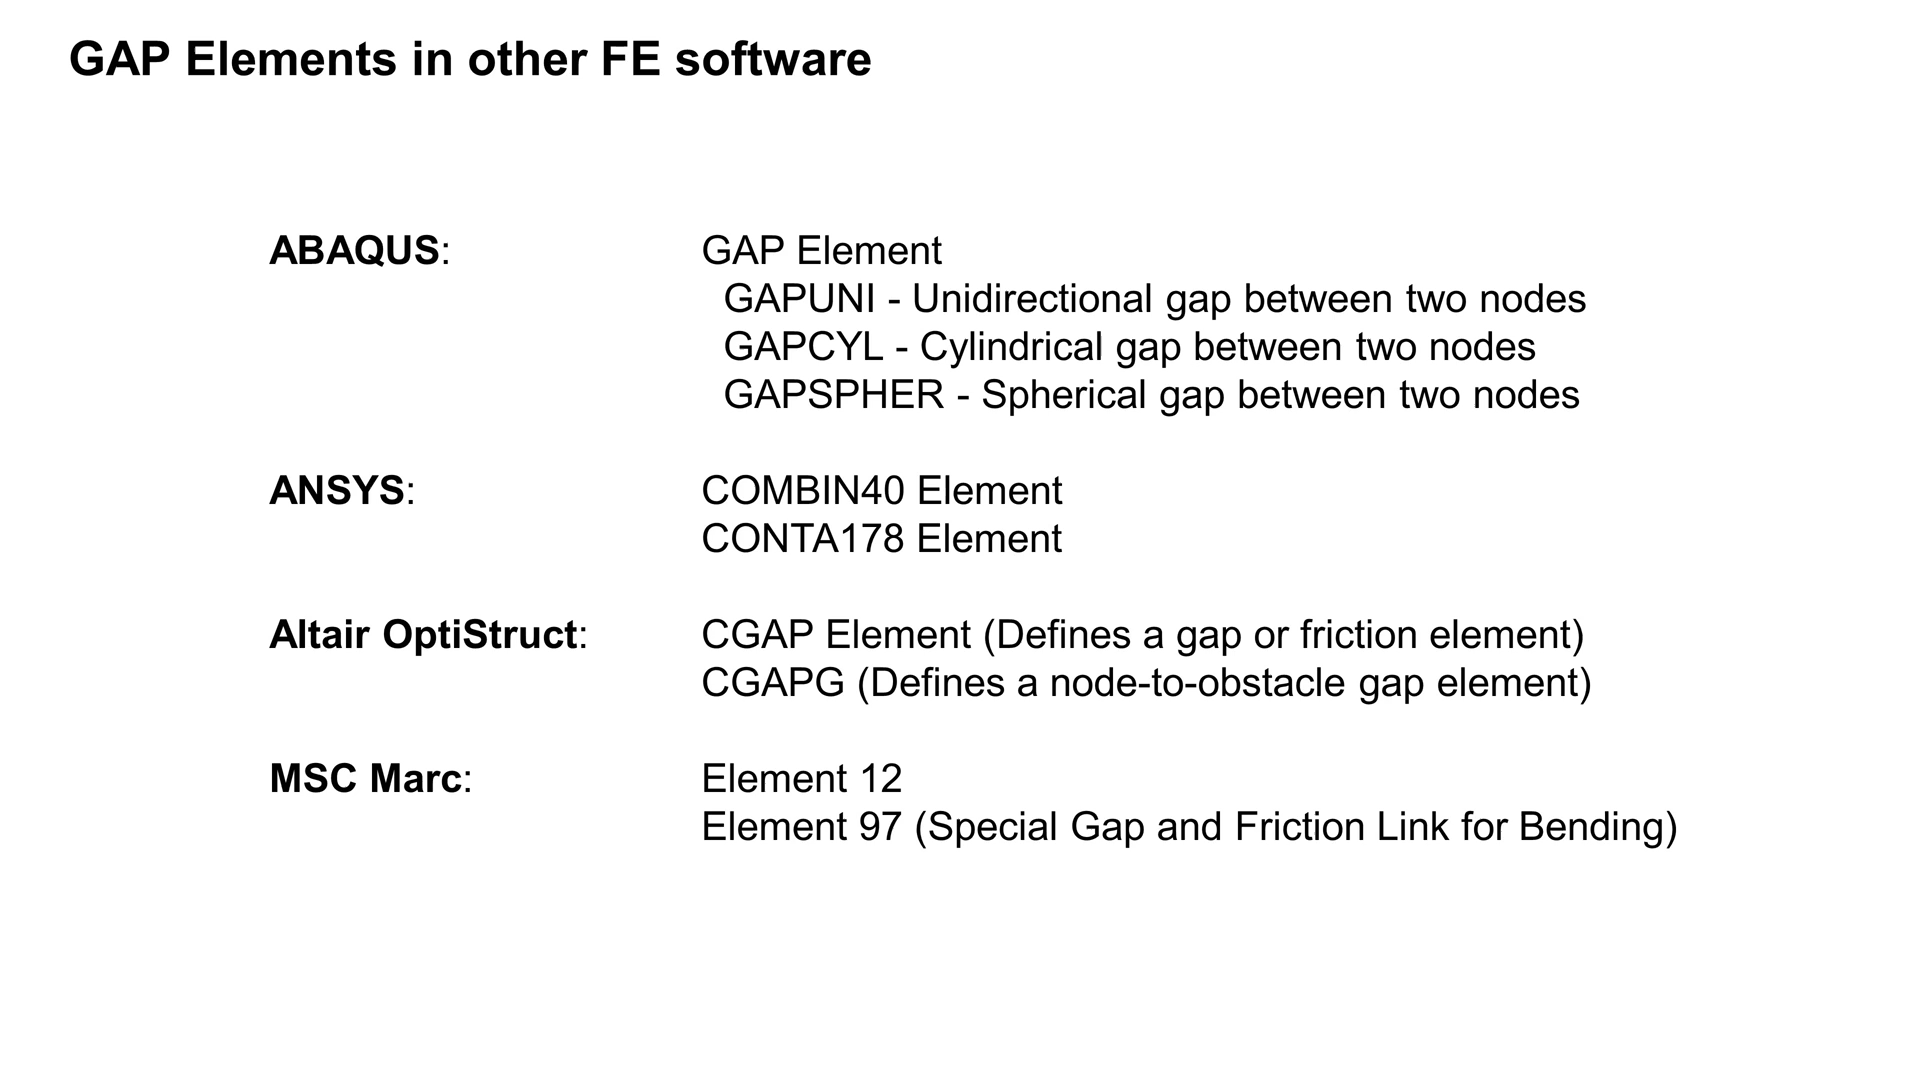 GAP Elements in other FE software
ABAQUS: GAP Element
GAPUNI - Unidirectional gap between two nodes
GAPCYL - Cylindrical gap between two nodes
GAPSPHER - Spherical gap between two nodes
ANSYS: COMBIN40 Element
CONTA178 Element
Altair OptiStruct: CGAP Element (Defines a gap or friction element)
CGAPG (Defines a node-to-obstacle gap element)
MSC Marc: Element 12
Element 97 (Special Gap and Friction Link for Bending)